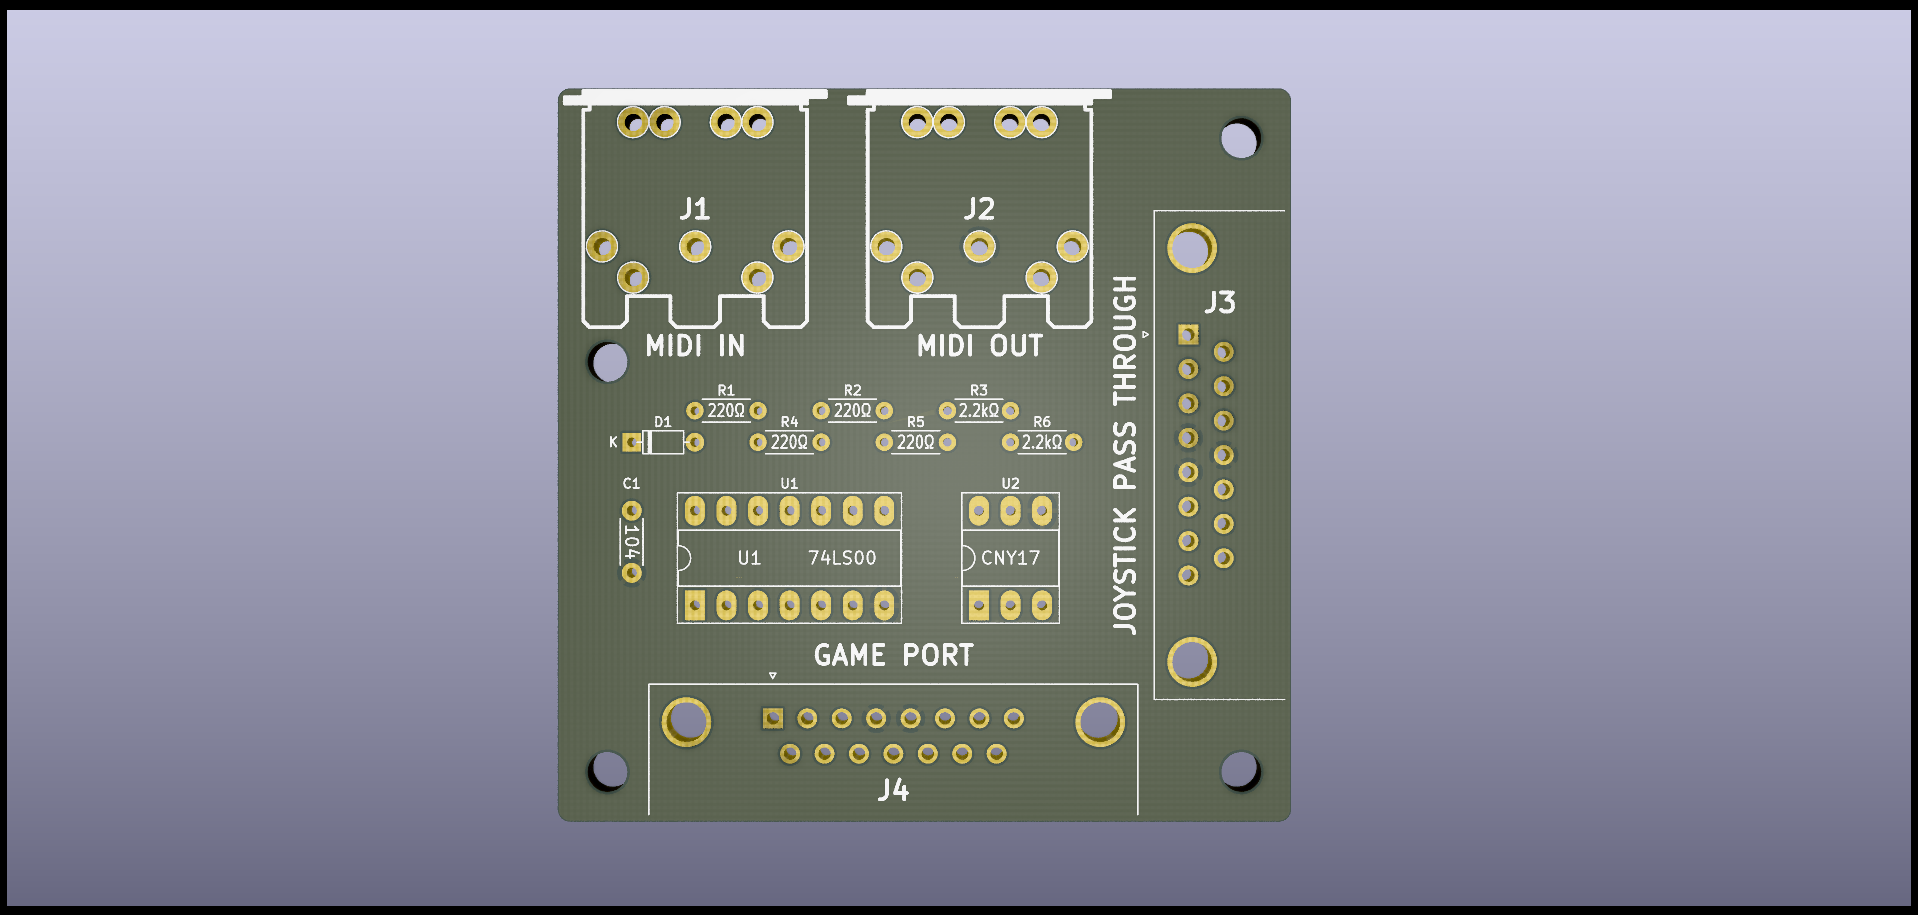 J1
J2
J3
MIDI IN
MIDI OUT
JOYSTICK PASS THROUGH
R1
R2
R3
220Ω
220Ω
2.2kΩ
D1
R4
R5
R6
K
220Ω
220Ω
2.2kΩ
C1
U1
U2
104
U1 74LS00
CNY17
GAME PORT
J4